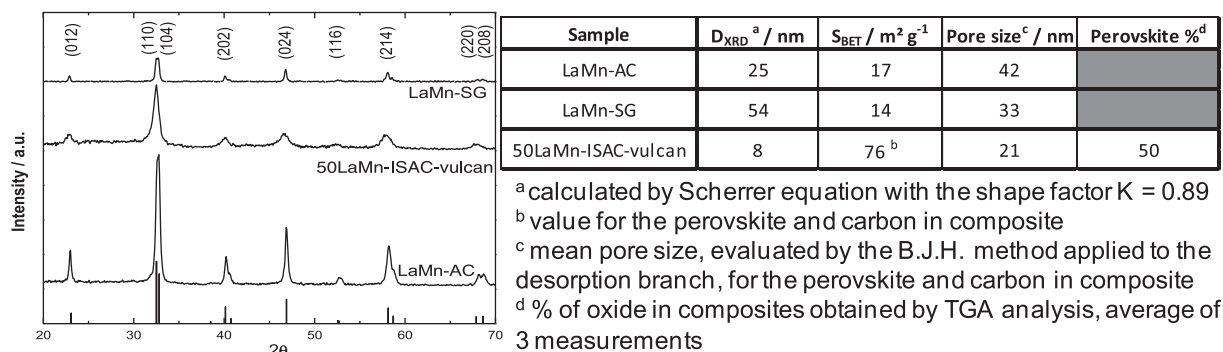 (012)
(110)
(104)
(202)
(024)
(116)
(214)
(220)
(208)
LaMn-SG
50LaMn-ISAC-vulcan
LaMn-AC
Intensity / a.u.
20 30 40 50 60 70
2θ
Sample D_XRD ᵃ / nm S_BET / m² g⁻¹ Pore sizeᶜ / nm Perovskite %ᵈ
LaMn-AC 25 17 42
LaMn-SG 54 14 33
50LaMn-ISAC-vulcan 8 76 ᵇ 21 50
ᵃ calculated by Scherrer equation with the shape factor K = 0.89
ᵇ value for the perovskite and carbon in composite
ᶜ mean pore size, evaluated by the B.J.H. method applied to the
desorption branch, for the perovskite and carbon in composite
ᵈ % of oxide in composites obtained by TGA analysis, average of
3 measurements